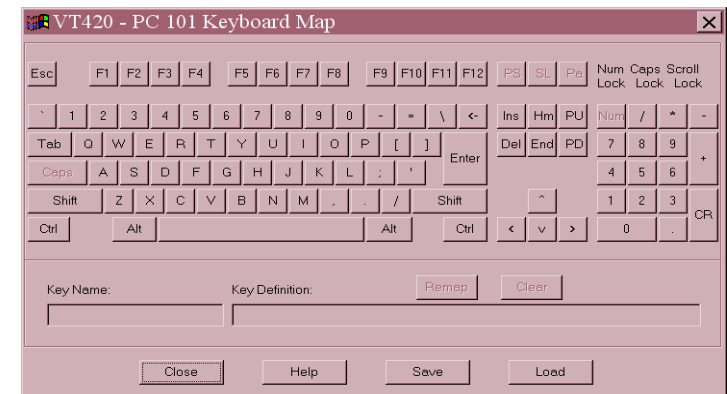 VT420 - PC 101 Keyboard Map
Esc F1 F2 F3 F4 F5 F6 F7 F8 F9 F10 F11 F12 PS SL Pa Num Caps Scroll
Lock Lock Lock
` 1 2 3 4 5 6 7 8 9 0 - = \ <- Ins Hm PU Num / * -
Tab Q W E R T Y U I O P [ ] Enter Del End PD 7 8 9 +
Caps A S D F G H J K L ; ' 4 5 6
Shift Z X C V B N M , . / Shift ^ 1 2 3 CR
Ctrl Alt Alt Ctrl < v > 0 .
Key Name: Key Definition: Remap Clear
Close Help Save Load